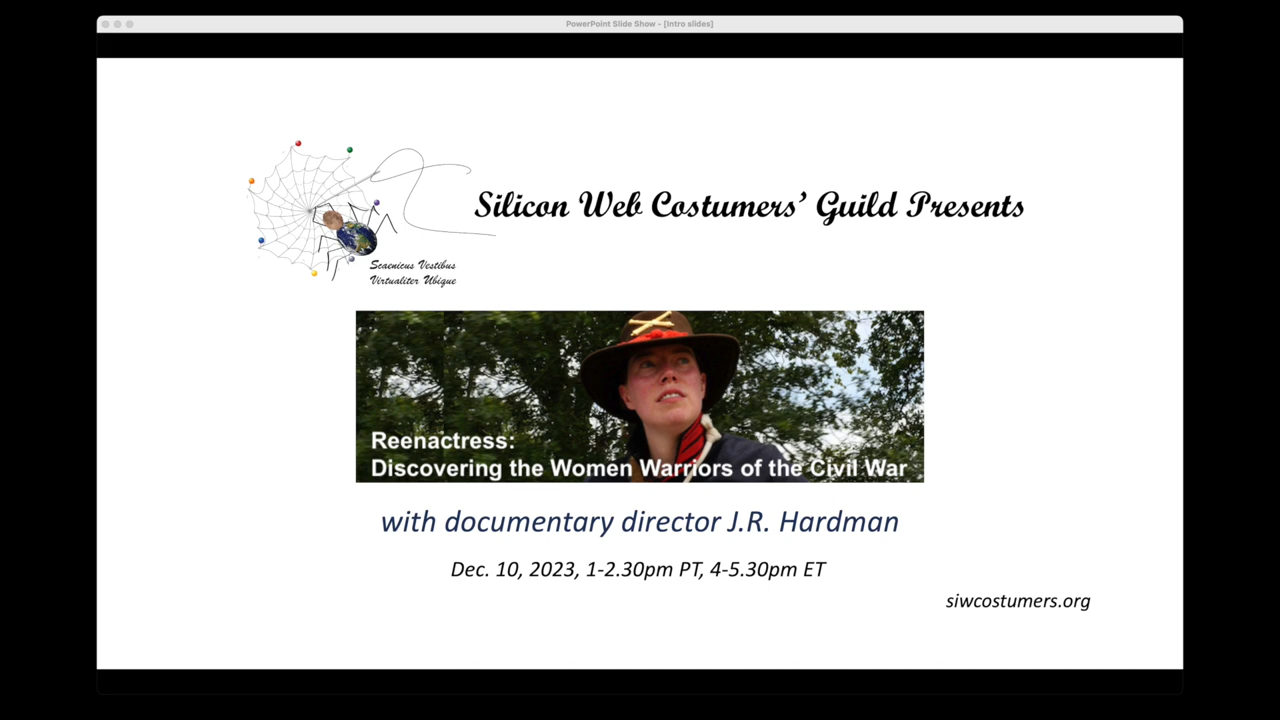 PowerPoint Slide Show - [Intro slides]
Silicon Web Costumers’ Guild Presents
Scaenicus Vestibus
Virtualiter Ubique
Reenactress:
Discovering the Women Warriors of the Civil War
with documentary director J.R. Hardman
Dec. 10, 2023, 1-2.30pm PT, 4-5.30pm ET
siwcostumers.org